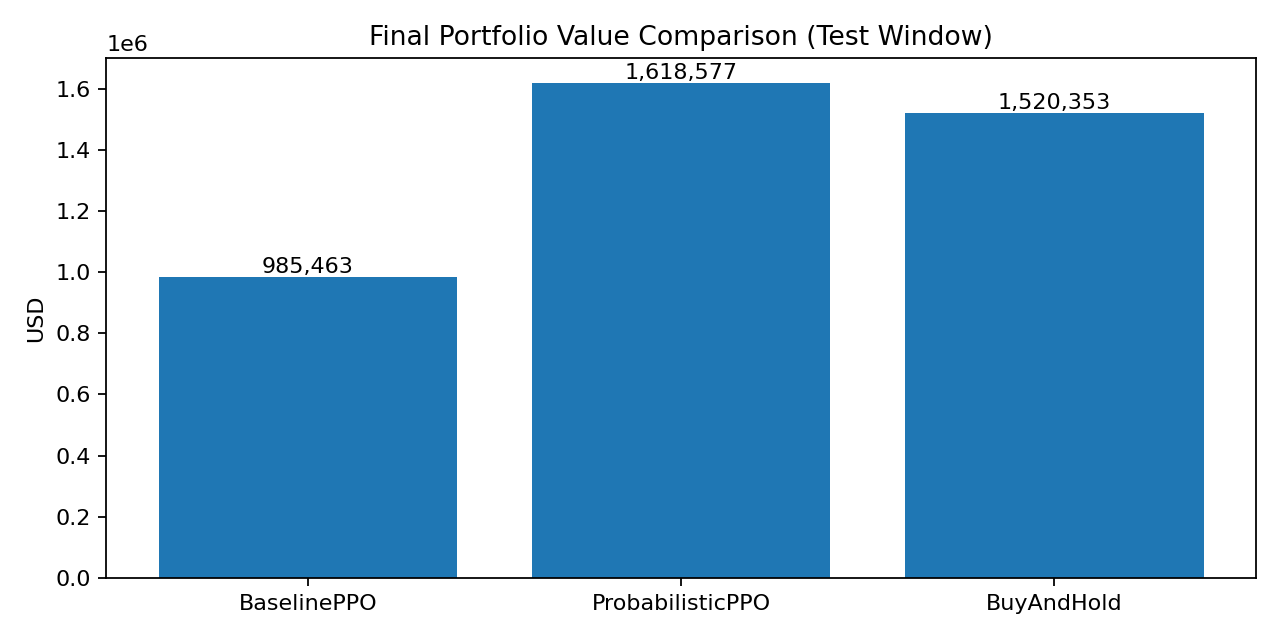 Final Portfolio Value Comparison (Test Window)
1e6
1.6
1.4
1.2
1.0
0.8
0.6
0.4
0.2
0.0
USD
985,463
1,618,577
1,520,353
BaselinePPO
ProbabilisticPPO
BuyAndHold